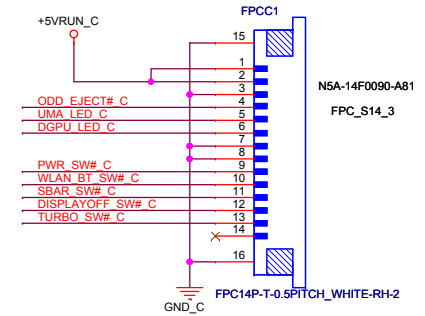 FPCC1
+5VRUN_C
15
1
2
3
ODD_EJECT#_C 4
UMA_LED_C 5
DGPU_LED_C 6
7
8
PWR_SW#_C 9
WLAN_BT_SW#_C 10
SBAR_SW#_C 11
DISPLAYOFF_SW#_C 12
TURBO_SW#_C 13
14
16
N5A-14F0090-A81
FPC_S14_3
GND_C
FPC14P-T-0.5PITCH_WHITE-RH-2